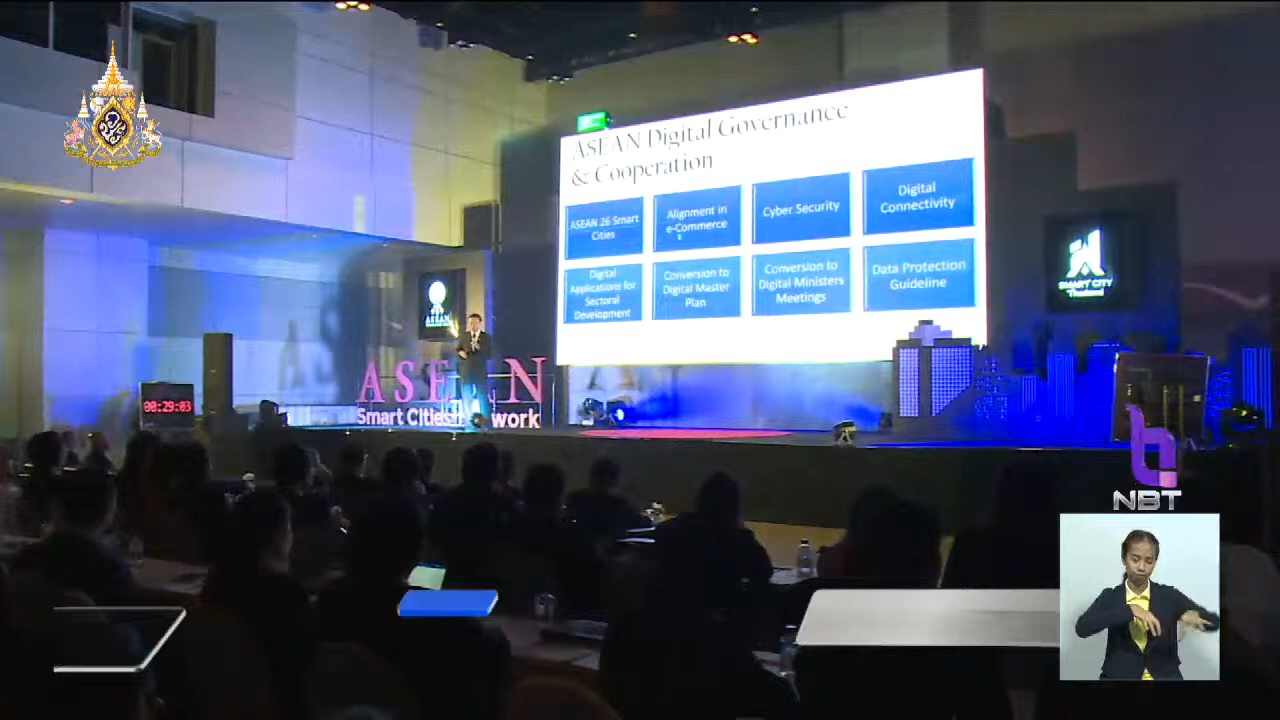 ASEAN Digital Governance
& Cooperation
ASEAN 26 Smart
Cities
Alignment in
e-Commerce
Cyber Security
Digital
Connectivity
Digital
Applications for
Sectoral
Development
Conversion to
Digital Master
Plan
Conversion to
Digital Ministers
Meetings
Data Protection
Guideline
ASEAN
SMART CITY
Thailand
ASE N
Smart Cities work
00:29:03
NBT